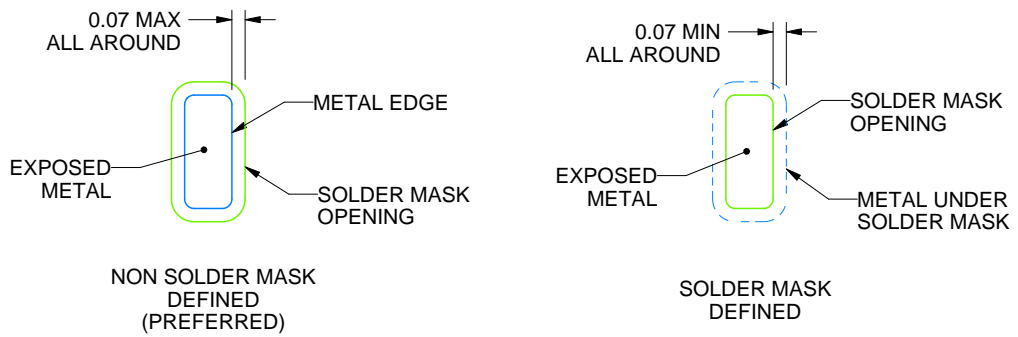 0.07 MAX
ALL AROUND
METAL EDGE
EXPOSED
METAL
SOLDER MASK
OPENING
NON SOLDER MASK
DEFINED
(PREFERRED)
0.07 MIN
ALL AROUND
SOLDER MASK
OPENING
EXPOSED
METAL
METAL UNDER
SOLDER MASK
SOLDER MASK
DEFINED